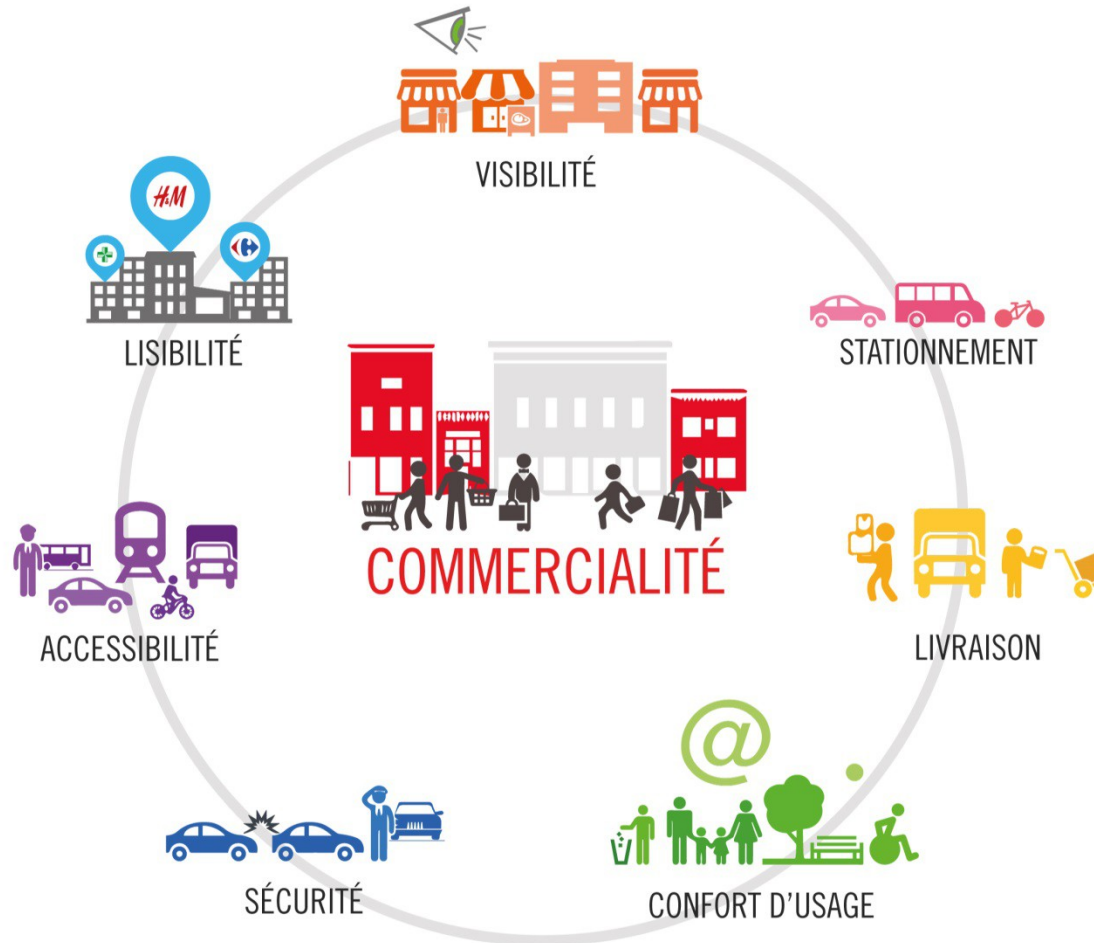 VISIBILITÉ
H&M
LISIBILITÉ
STATIONNEMENT
COMMERCIALITÉ
ACCESSIBILITÉ
LIVRAISON
@
SÉCURITÉ
CONFORT D'USAGE